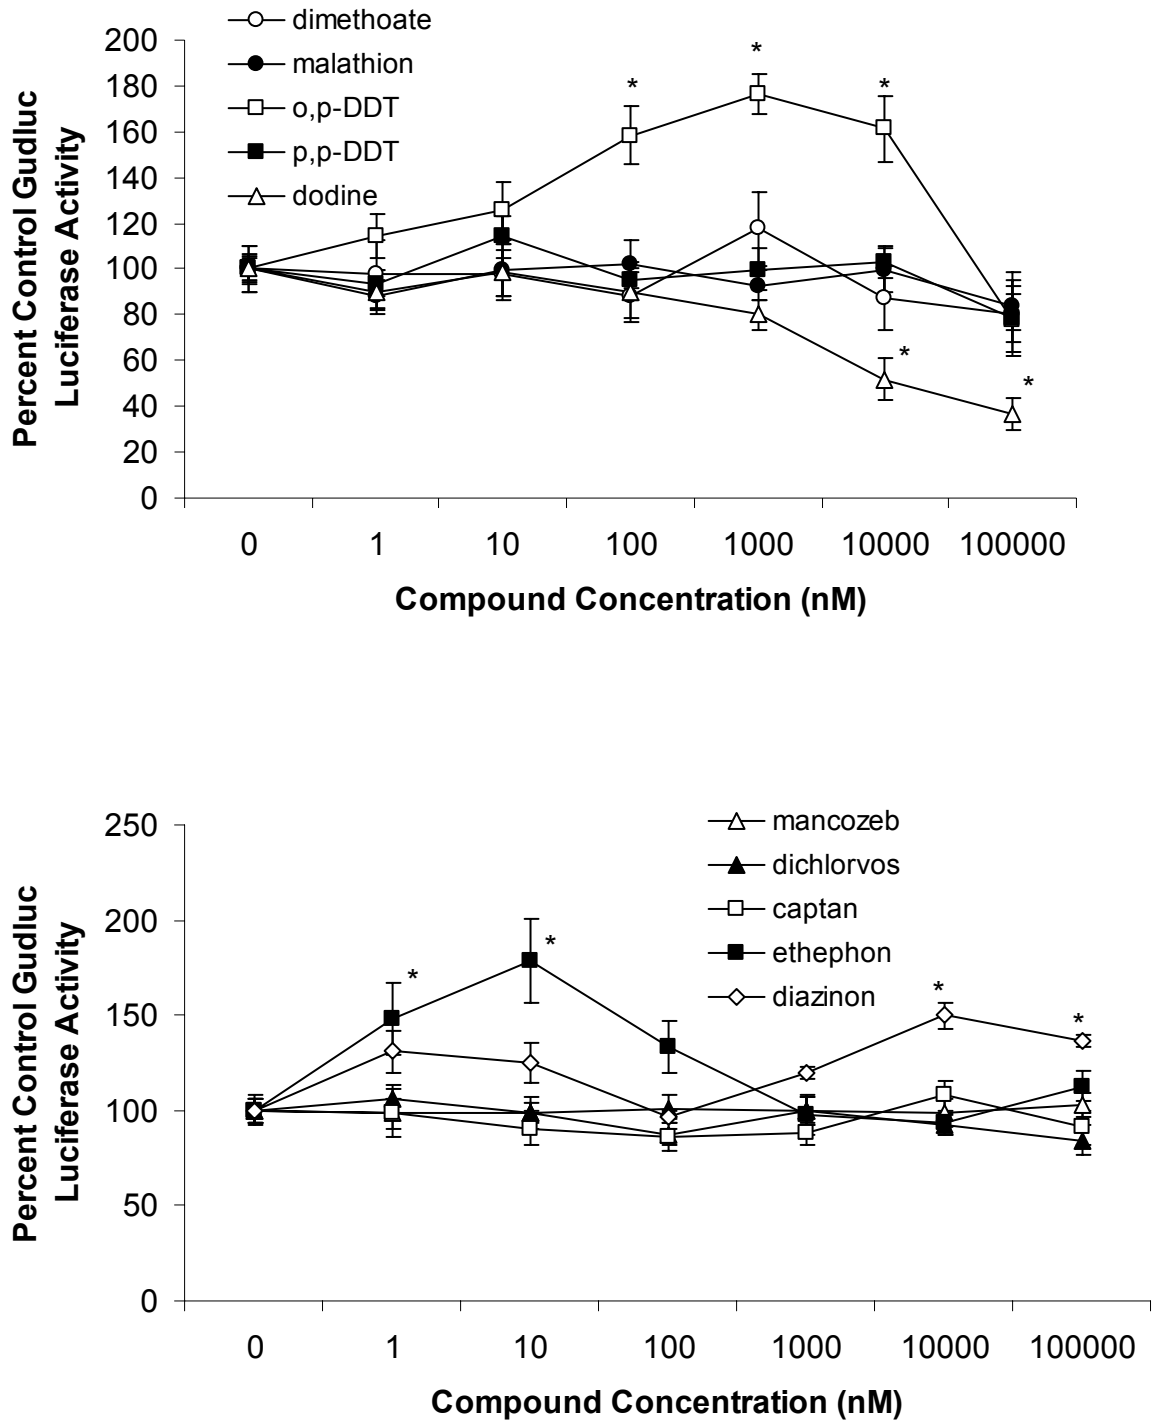 dimethoate
malathion
o,p-DDT
p,p-DDT
dodine
Percent Control Gudluc
Luciferase Activity
200
180
160
140
120
100
80
60
40
20
0
* * *
*
*
0 1 10 100 1000 10000 100000
Compound Concentration (nM)
mancozeb
dichlorvos
captan
ethephon
diazinon
Percent Control Gudluc
Luciferase Activity
250
200
150
100
50
0
* *
* *
0 1 10 100 1000 10000 100000
Compound Concentration (nM)